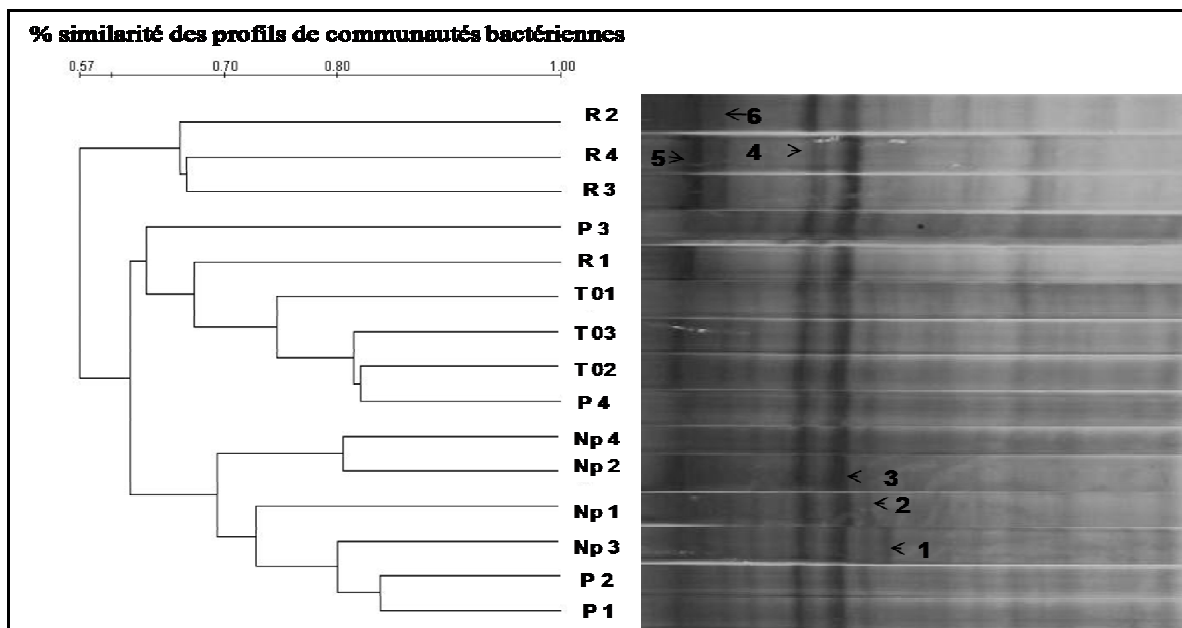 % similarité des profils de communautés bactériennes
0.57 0.70 0.80 1.00
R 2
6
R 4
5
4
R 3
P 3
R 1
T 01
T 03
T 02
P 4
Np 4
Np 2
3
Np 1
2
Np 3
1
P 2
P 1